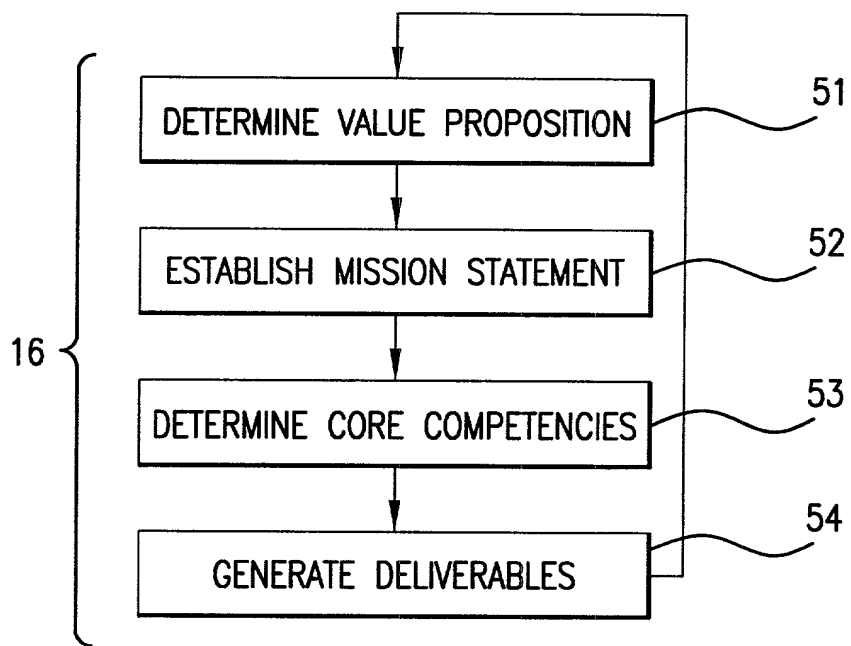 DETERMINE VALUE PROPOSITION
51
ESTABLISH MISSION STATEMENT
52
16
DETERMINE CORE COMPETENCIES
53
GENERATE DELIVERABLES
54